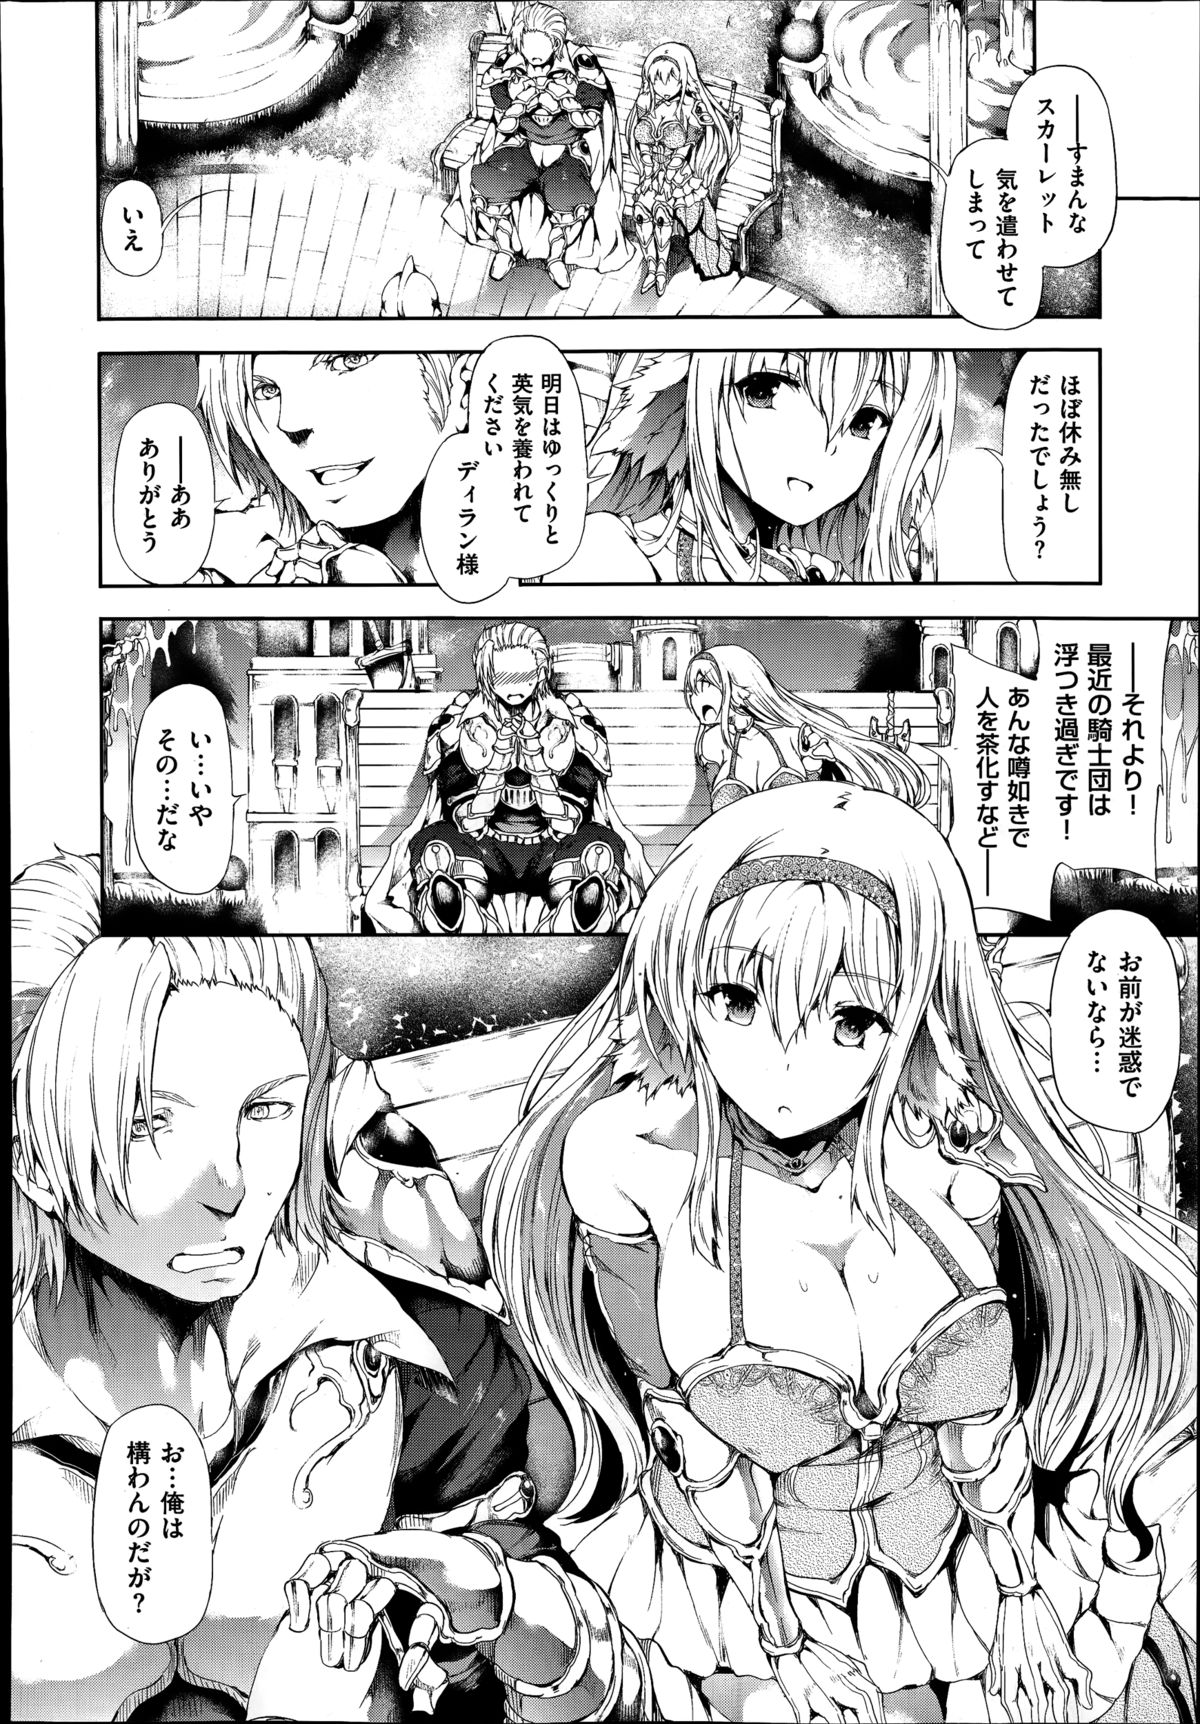 ――すまんな
スカーレット
気を遣わせて
しまって
いえ
ほぼ休み無し
だったでしょう？
明日はゆっくりと
英気を養われて
ください
ディラン様
――ああ
ありがとう
――それより！
最近の騎士団は
浮つき過ぎです！
あんな噂如きで
人を茶化すなど――
い…いや
その…だな
お前が迷惑で
ないなら…
お…俺は
構わんのだが？